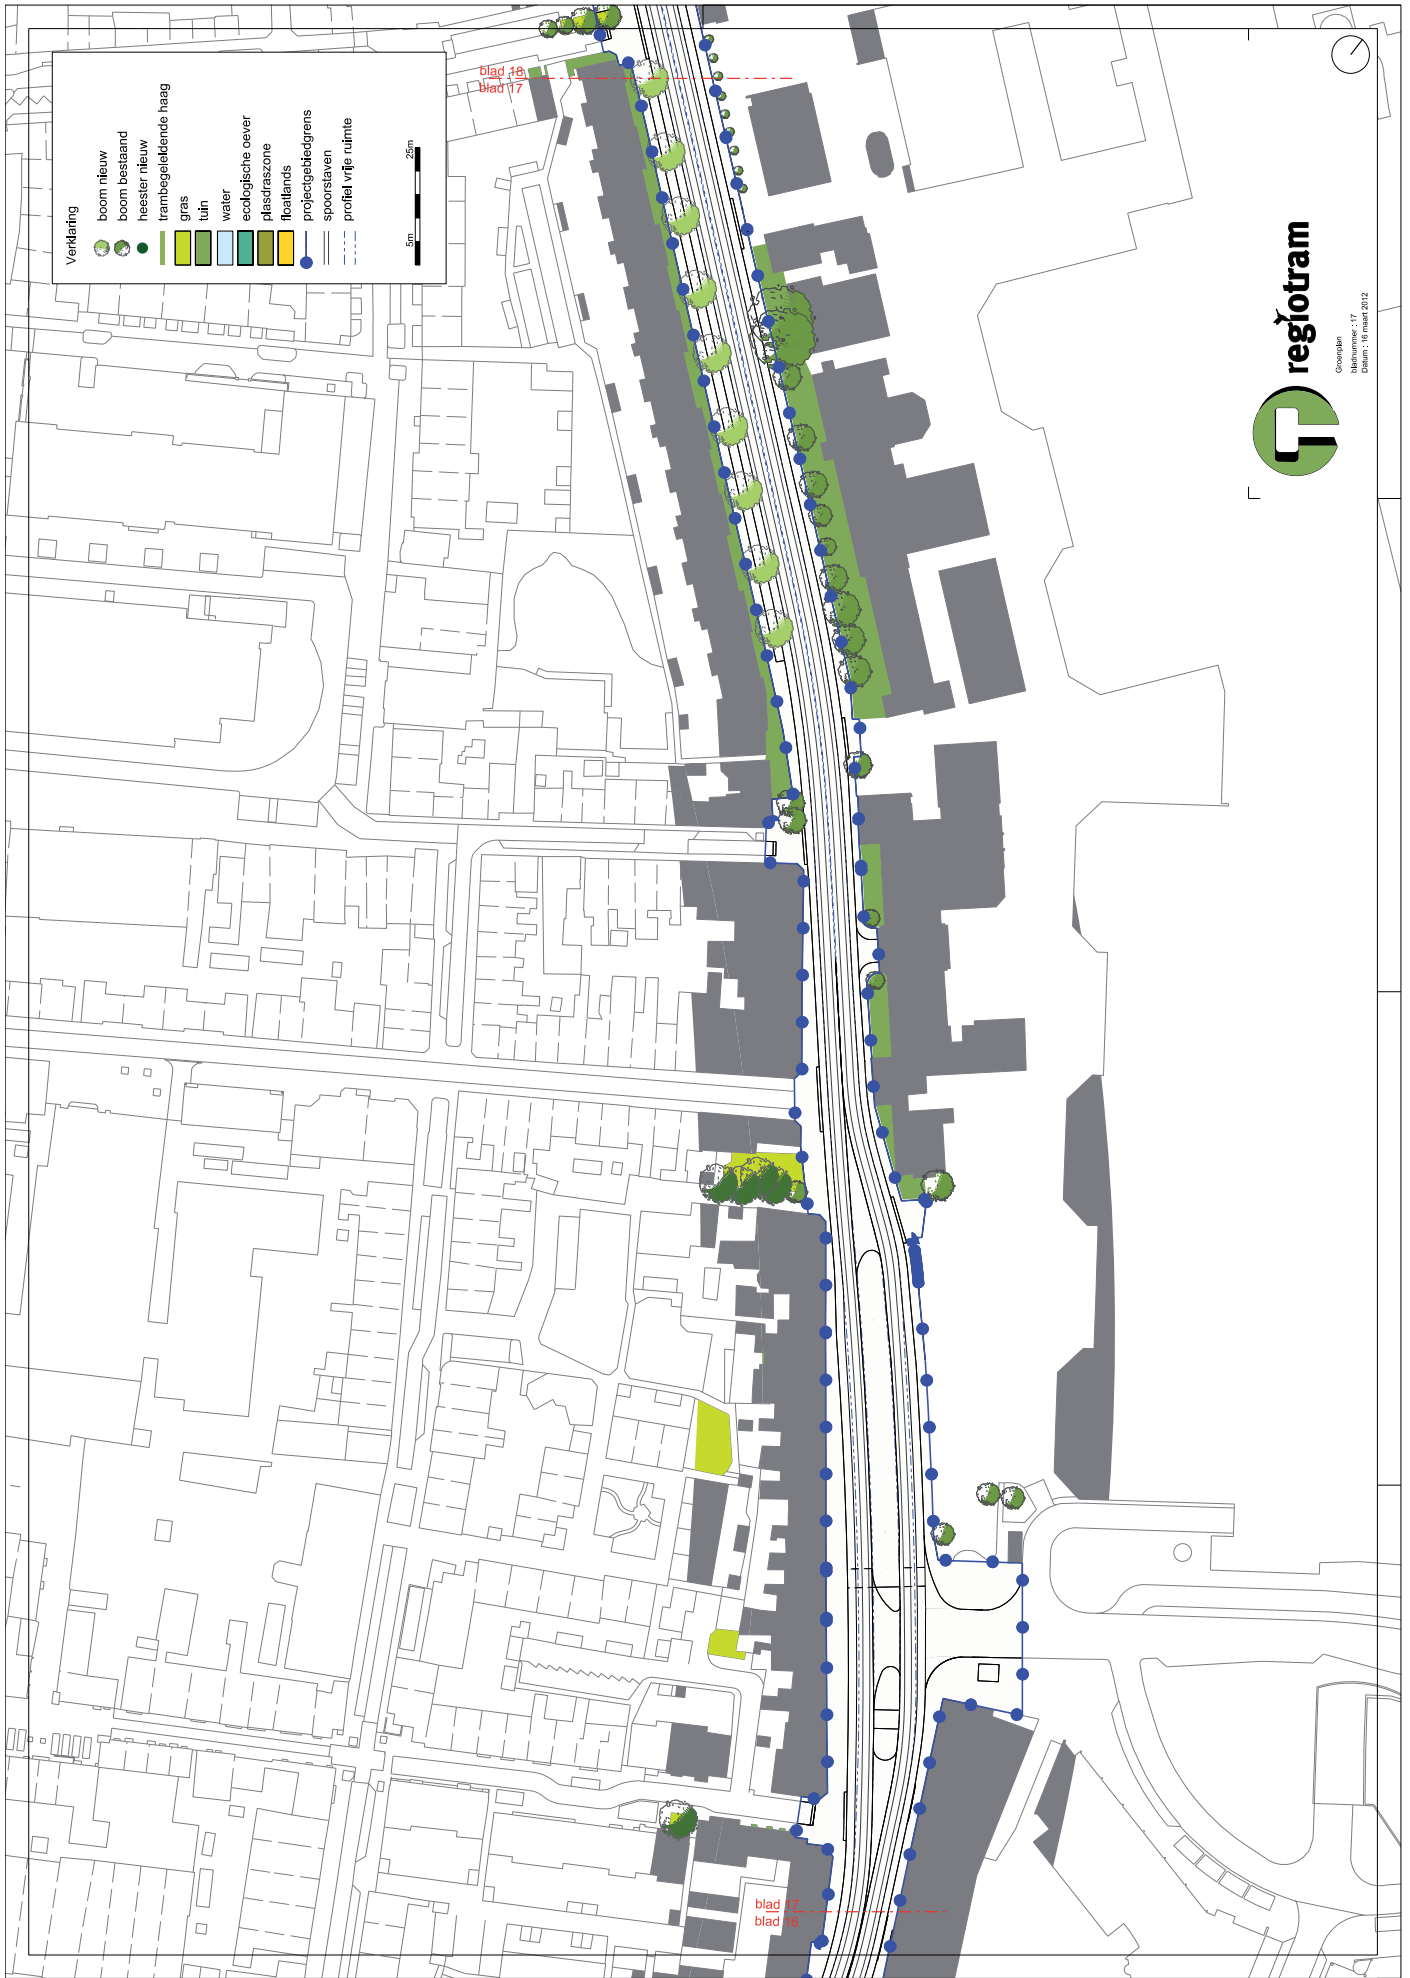 blad 18
blad 17
Verklaring
boom nieuw
boom bestaand
heester nieuw
trambegeleidende haag
gras
tuin
water
ecologische oever
plasdraszone
floatlands
projectgebiedgrens
spoorstaven
profiel vrije ruimte
5m
25m
regiotram
Groenplan
bladnummer : 17
Datum : 16 maart 2012
blad 17
blad 16